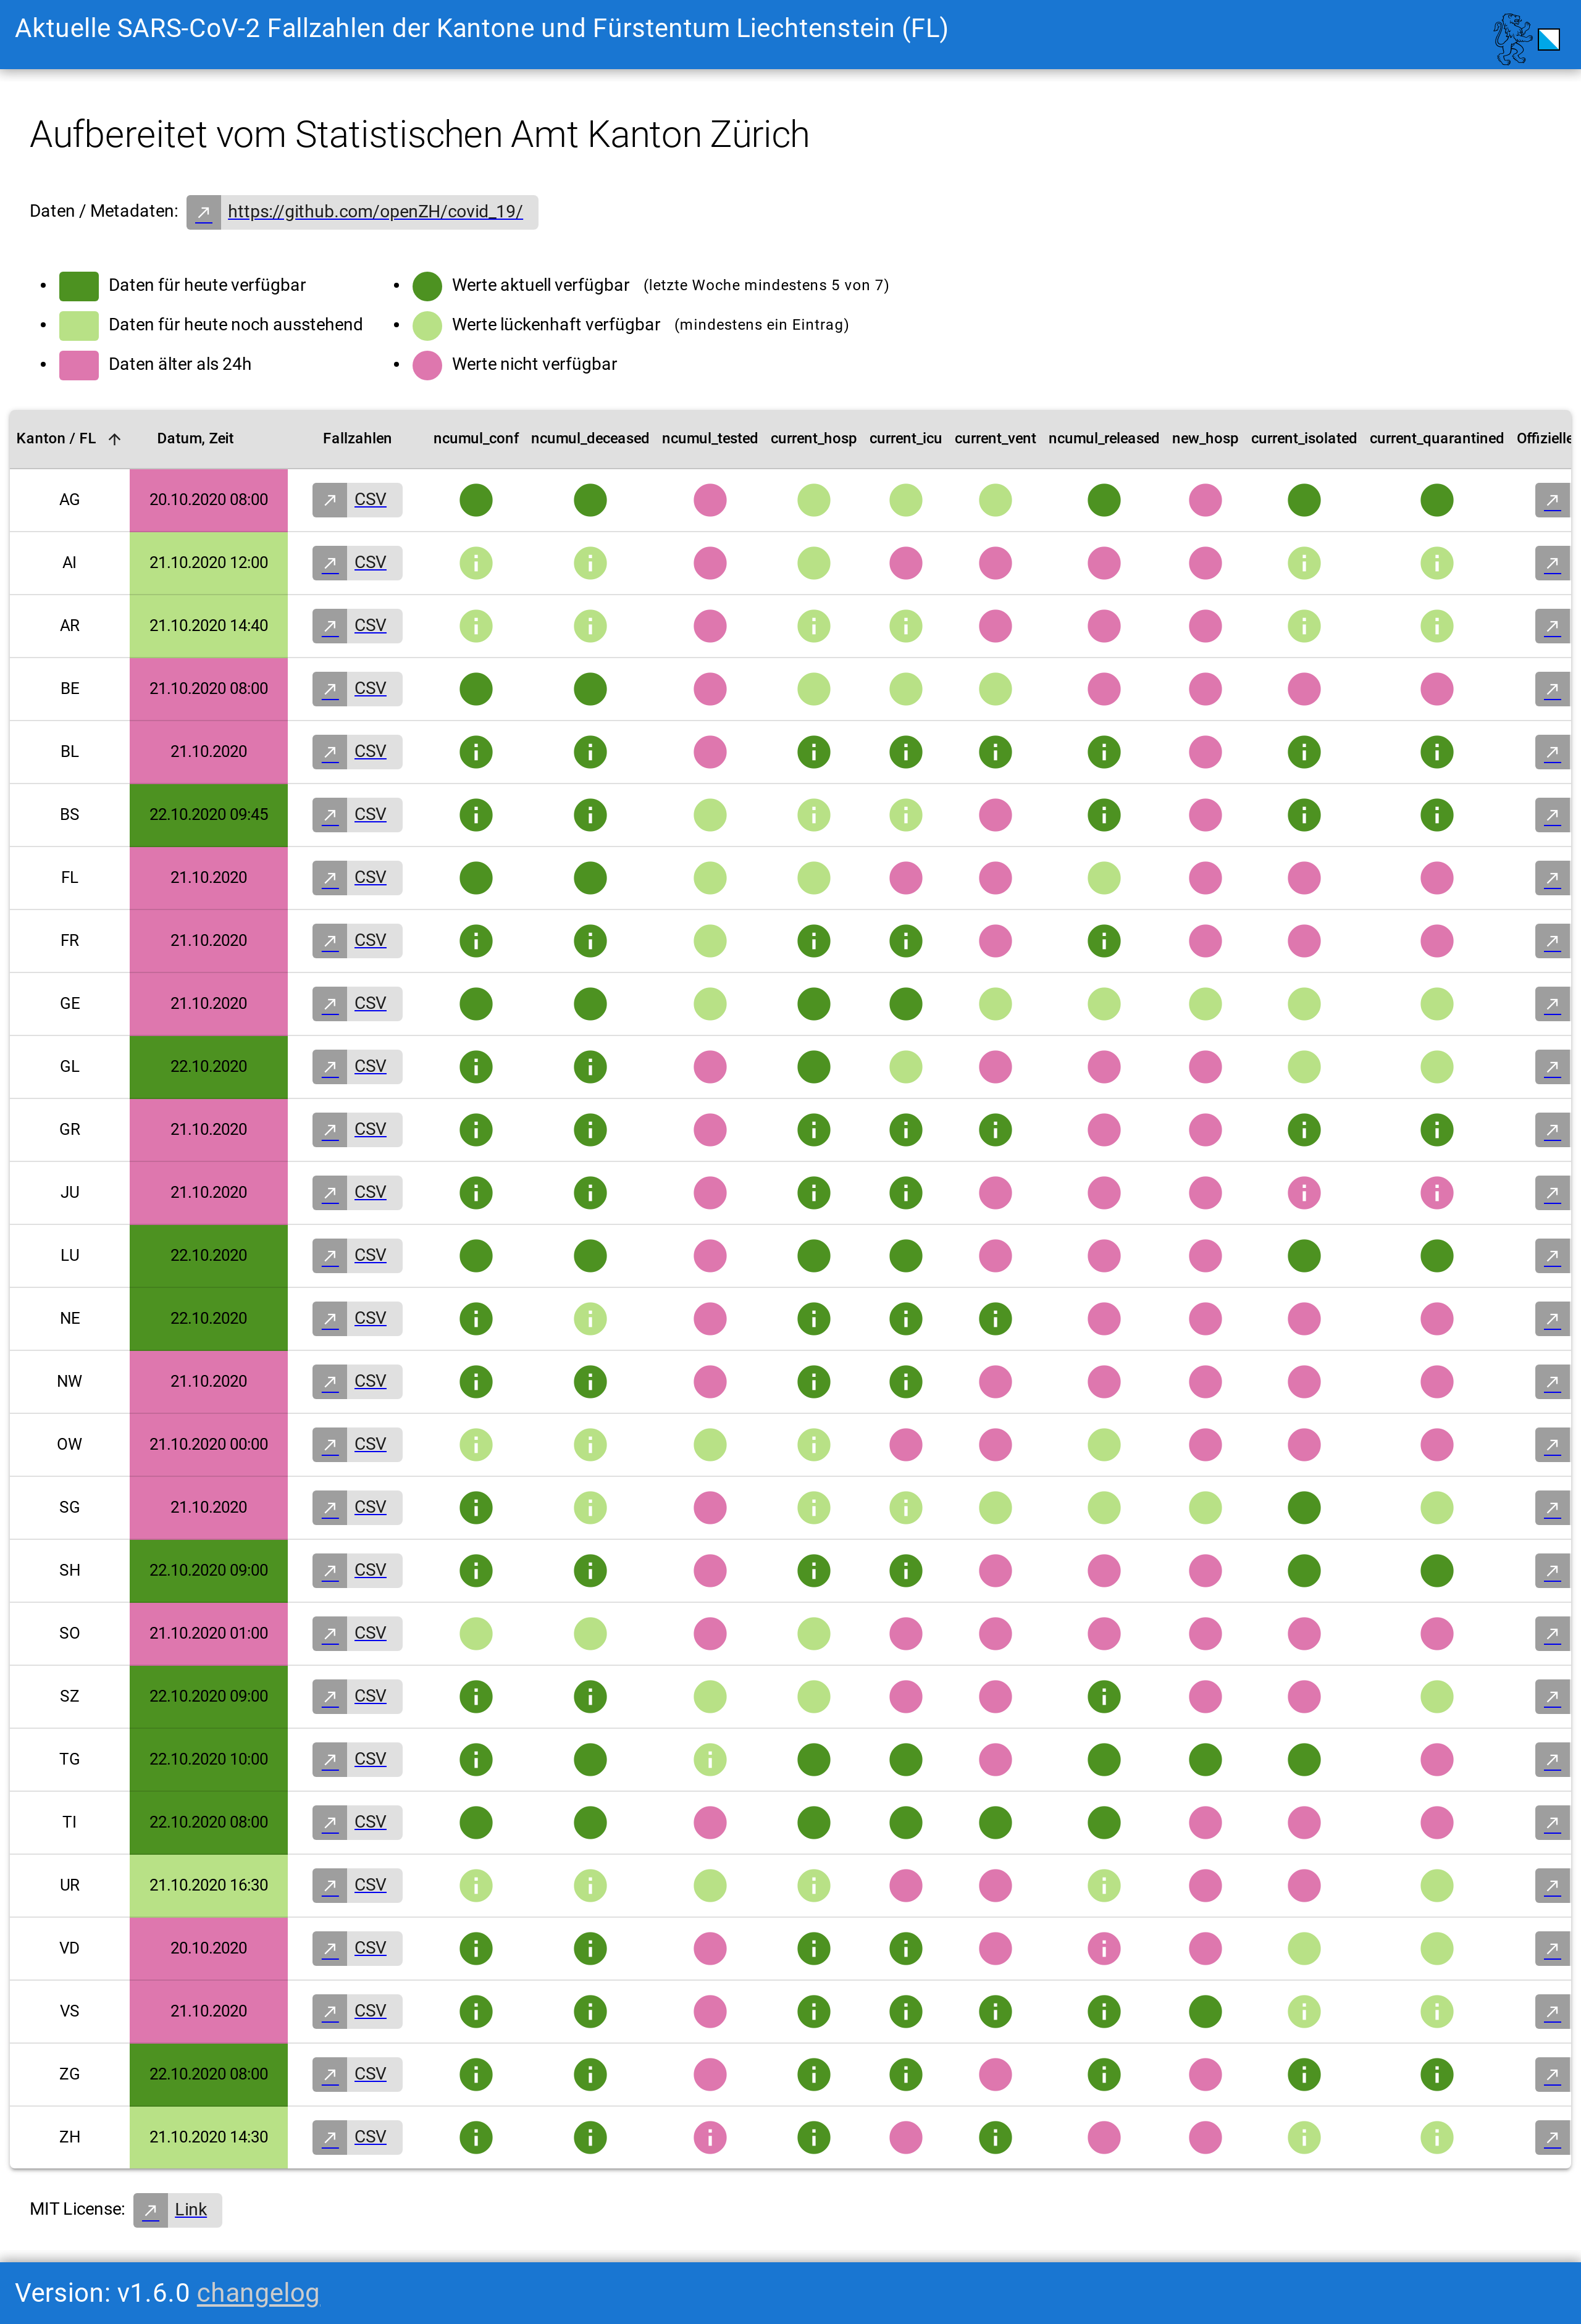 Aktuelle SARS-CoV-2 Fallzahlen der Kantone und Fürstentum Liechtenstein (FL)
Aufbereitet vom Statistischen Amt Kanton Zürich
Daten / Metadaten: https://github.com/openZH/covid_19/
Daten für heute verfügbar
Daten für heute noch ausstehend
Daten älter als 24h
Werte aktuell verfügbar (letzte Woche mindestens 5 von 7)
Werte lückenhaft verfügbar (mindestens ein Eintrag)
Werte nicht verfügbar
Kanton / FL Datum, Zeit Fallzahlen ncumul_conf ncumul_deceased ncumul_tested current_hosp current_icu current_vent ncumul_released new_hosp current_isolated current_quarantined Offizielle
AG 20.10.2020 08:00 CSV
AI 21.10.2020 12:00 CSV
AR 21.10.2020 14:40 CSV
BE 21.10.2020 08:00 CSV
BL 21.10.2020 CSV
BS 22.10.2020 09:45 CSV
FL 21.10.2020 CSV
FR 21.10.2020 CSV
GE 21.10.2020 CSV
GL 22.10.2020 CSV
GR 21.10.2020 CSV
JU 21.10.2020 CSV
LU 22.10.2020 CSV
NE 22.10.2020 CSV
NW 21.10.2020 CSV
OW 21.10.2020 00:00 CSV
SG 21.10.2020 CSV
SH 22.10.2020 09:00 CSV
SO 21.10.2020 01:00 CSV
SZ 22.10.2020 09:00 CSV
TG 22.10.2020 10:00 CSV
TI 22.10.2020 08:00 CSV
UR 21.10.2020 16:30 CSV
VD 20.10.2020 CSV
VS 21.10.2020 CSV
ZG 22.10.2020 08:00 CSV
ZH 21.10.2020 14:30 CSV
MIT License: Link
Version: v1.6.0 changelog